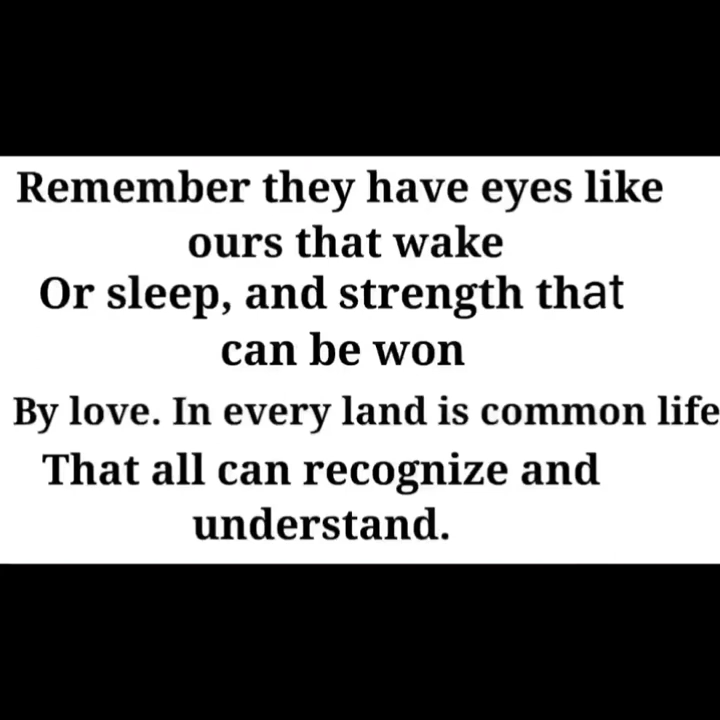 Remember they have eyes like
ours that wake
Or sleep, and strength that
can be won
By love. In every land is common life
That all can recognize and
understand.